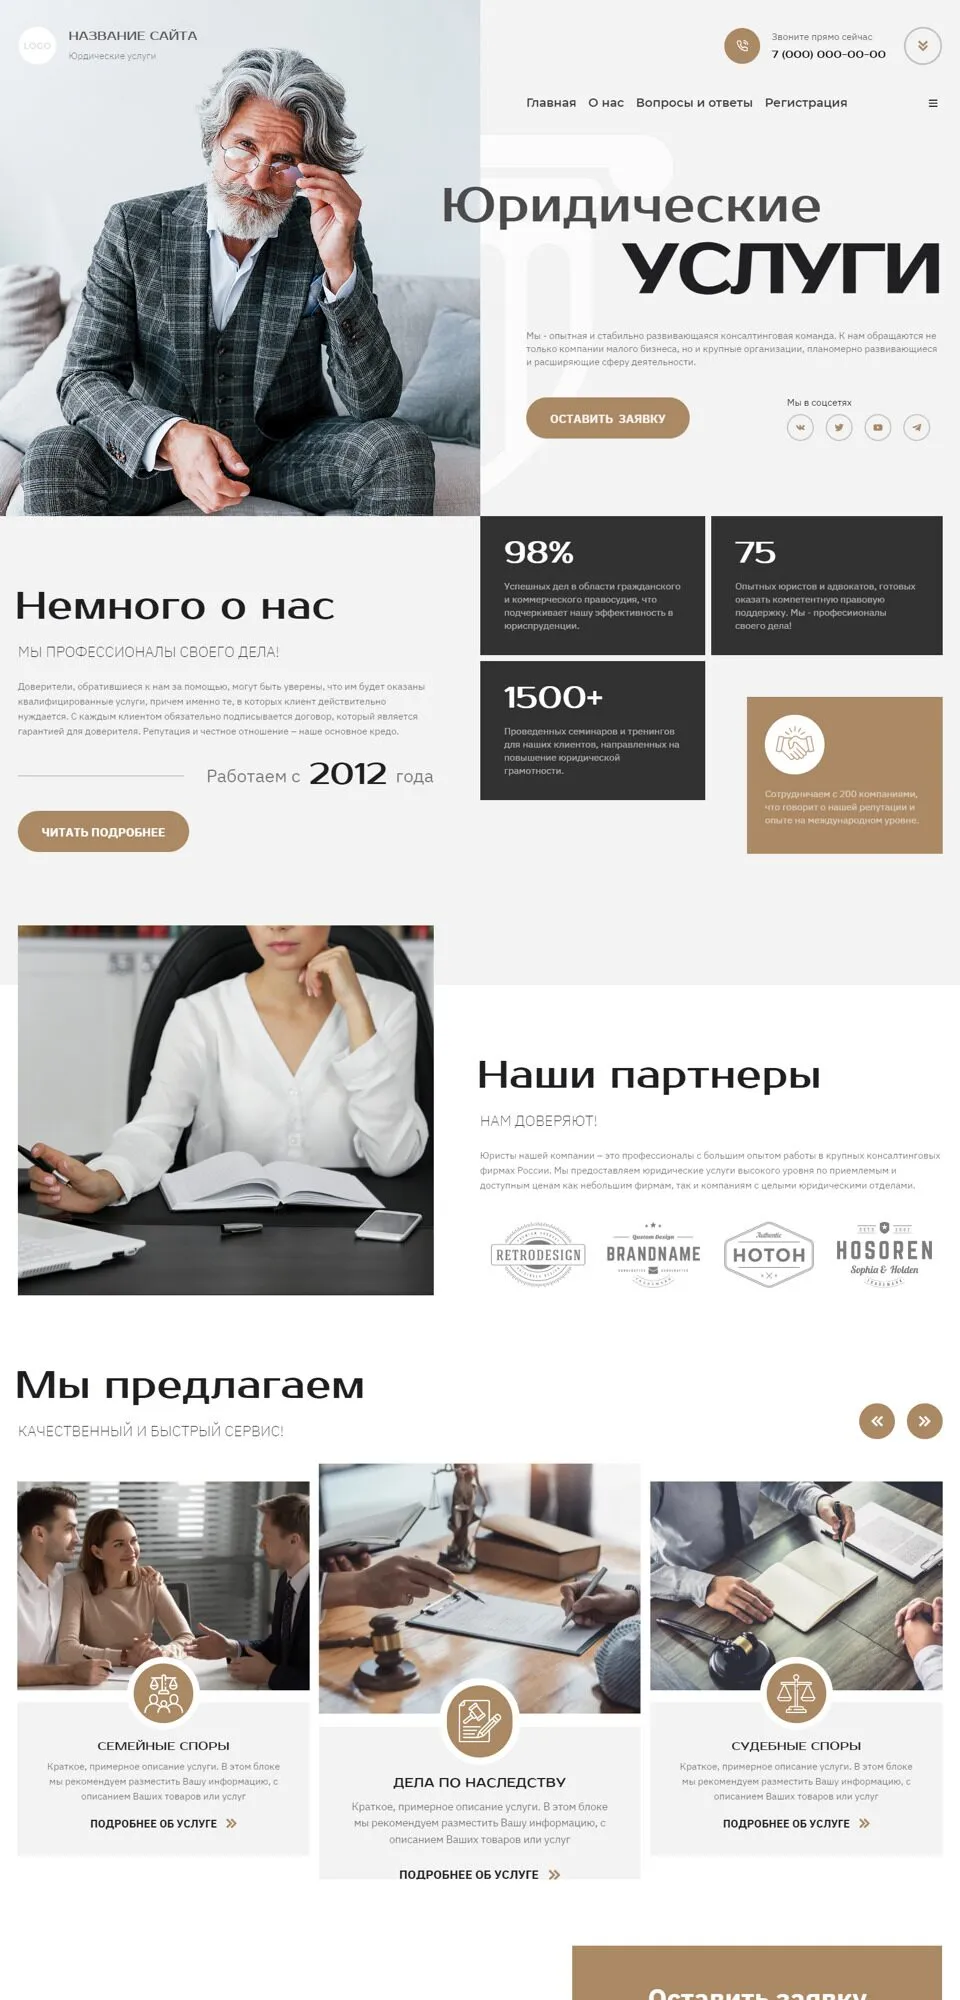 LOGO
НАЗВАНИЕ САЙТА
Юрдические услуги
Звоните прямо сейчас
7 (000) 000-00-00
Главная О нас Вопросы и ответы Регистрация
Юридические
УСЛУГИ
Мы - опытная и стабильно развивающаяся консалтинговая команда. К нам обращаются не
только компании малого бизнеса, но и крупные организации, планомерно развивающиеся
и расширяющие сферу деятельности.
ОСТАВИТЬ ЗАЯВКУ
Мы в соцсетях
98%
Успешных дел в области гражданского
и коммерческого правосудия, что
подчеркивает нашу эффективность в
юриспруденции.
75
Опытных юристов и адвокатов, готовых
оказать компетентную правовую
поддержку. Мы - професиионалы
своего дела!
Немного о нас
МЫ ПРОФЕССИОНАЛЫ СВОЕГО ДЕЛА!
Доверители, обратившиеся к нам за помощью, могут быть уверены, что им будет оказаны
квалифицированные услуги, причем именно те, в которых клиент действительно
нуждается. С каждым клиентом обязательно подписывается договор, который является
гарантией для доверителя. Репутация и честное отношение – наше основное кредо.
Работаем с 2012 года
ЧИТАТЬ ПОДРОБНЕЕ
1500+
Проведенных семинаров и тренингов
для наших клиентов, направленных на
повышение юридической
грамотности.
Сотрудничаем с 200 компаниями,
что говорит о нашей репутации и
опыте на международном уровне.
Наши партнеры
НАМ ДОВЕРЯЮТ!
Юристы нашей компании – это профессионалы с большим опытом работы в крупных консалтинговых
фирмах России. Мы предоставляем юридические услуги высокого уровня по приемлемым и
доступным ценам как небольшим фирмам, так и компаниям с целыми юридическими отделами.
RETRODESIGN
Qustom Design
BRANDNAME
Authentic
HOTOH
HOSOREN
Sophia & Holden
Мы предлагаем
КАЧЕСТВЕННЫЙ И БЫСТРЫЙ СЕРВИС!
СЕМЕЙНЫЕ СПОРЫ
Краткое, примерное описание услуги. В этом блоке
мы рекомендуем разместить Вашу информацию, с
описанием Ваших товаров или услуг
ПОДРОБНЕЕ ОБ УСЛУГЕ
ДЕЛА ПО НАСЛЕДСТВУ
Краткое, примерное описание услуги. В этом блоке
мы рекомендуем разместить Вашу информацию, с
описанием Ваших товаров или услуг
ПОДРОБНЕЕ ОБ УСЛУГЕ
СУДЕБНЫЕ СПОРЫ
Краткое, примерное описание услуги. В этом блоке
мы рекомендуем разместить Вашу информацию, с
описанием Ваших товаров или услуг
ПОДРОБНЕЕ ОБ УСЛУГЕ
Оставить заявку